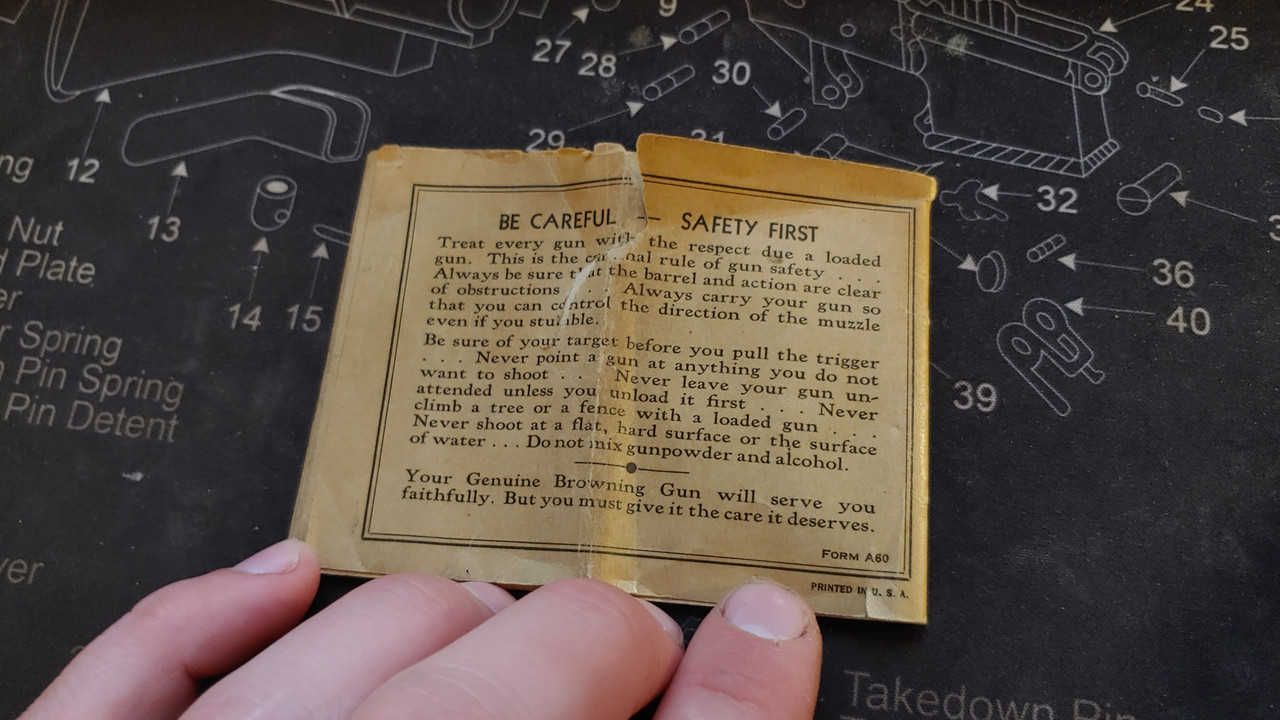 9
24
27
28
25
30
29
31
12
32
13
36
14 15
40
39
ng
Nut
Plate
er
Spring
Pin Spring
Pin Detent
yer
BE CAREFUL — SAFETY FIRST
Treat every gun with the respect due a loaded
gun. This is the cardinal rule of gun safety . . .
Always be sure that the barrel and action are clear
of obstructions . . . Always carry your gun so
that you can control the direction of the muzzle
even if you stumble.
Be sure of your target before you pull the trigger
. . . Never point a gun at anything you do not
want to shoot . . . Never leave your gun un-
attended unless you unload it first . . . Never
climb a tree or a fence with a loaded gun . . .
Never shoot at a flat, hard surface or the surface
of water . . . Do not mix gunpowder and alcohol.
Your Genuine Browning Gun will serve you
faithfully. But you must give it the care it deserves.
FORM A60
PRINTED IN U. S. A.
Takedown Pin